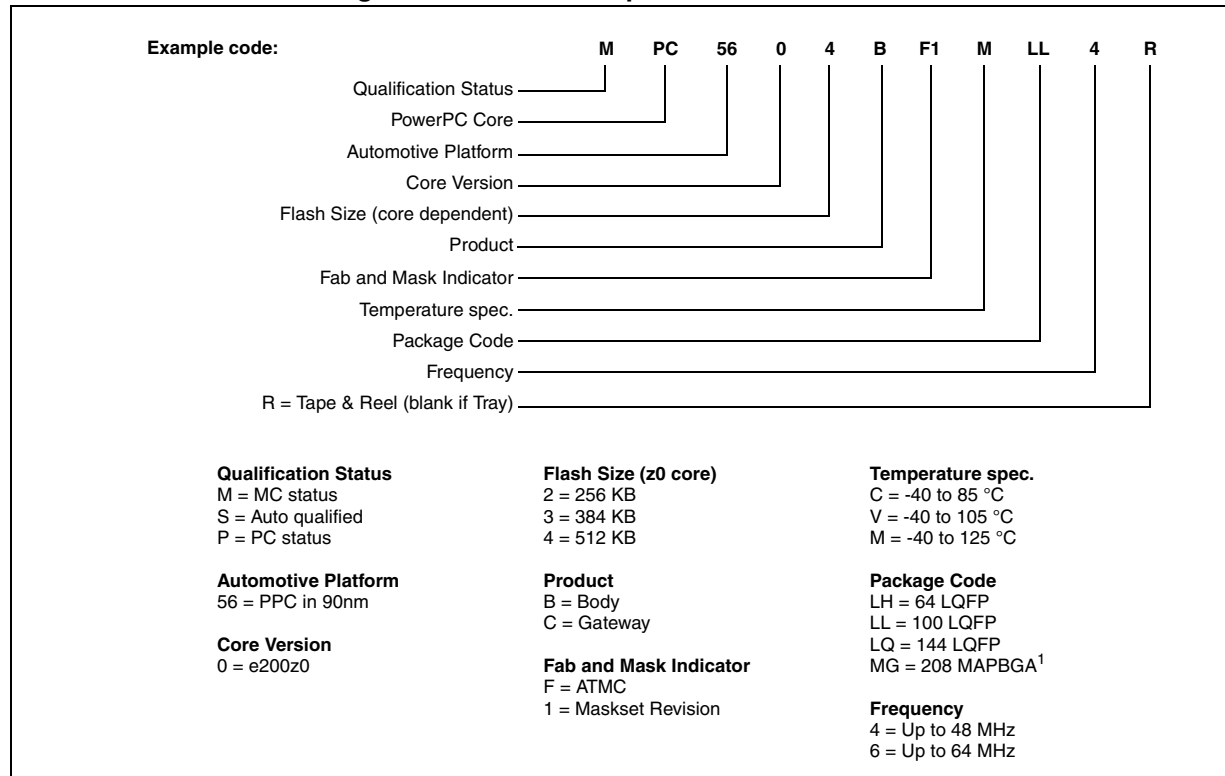 Example code: M PC 56 0 4 B F1 M LL 4 R
Qualification Status
PowerPC Core
Automotive Platform
Core Version
Flash Size (core dependent)
Product
Fab and Mask Indicator
Temperature spec.
Package Code
Frequency
R = Tape & Reel (blank if Tray)
Qualification Status
M = MC status
S = Auto qualified
P = PC status
Automotive Platform
56 = PPC in 90nm
Core Version
0 = e200z0
Flash Size (z0 core)
2 = 256 KB
3 = 384 KB
4 = 512 KB
Product
B = Body
C = Gateway
Fab and Mask Indicator
F = ATMC
1 = Maskset Revision
Temperature spec.
C = -40 to 85 °C
V = -40 to 105 °C
M = -40 to 125 °C
Package Code
LH = 64 LQFP
LL = 100 LQFP
LQ = 144 LQFP
MG = 208 MAPBGA1
Frequency
4 = Up to 48 MHz
6 = Up to 64 MHz